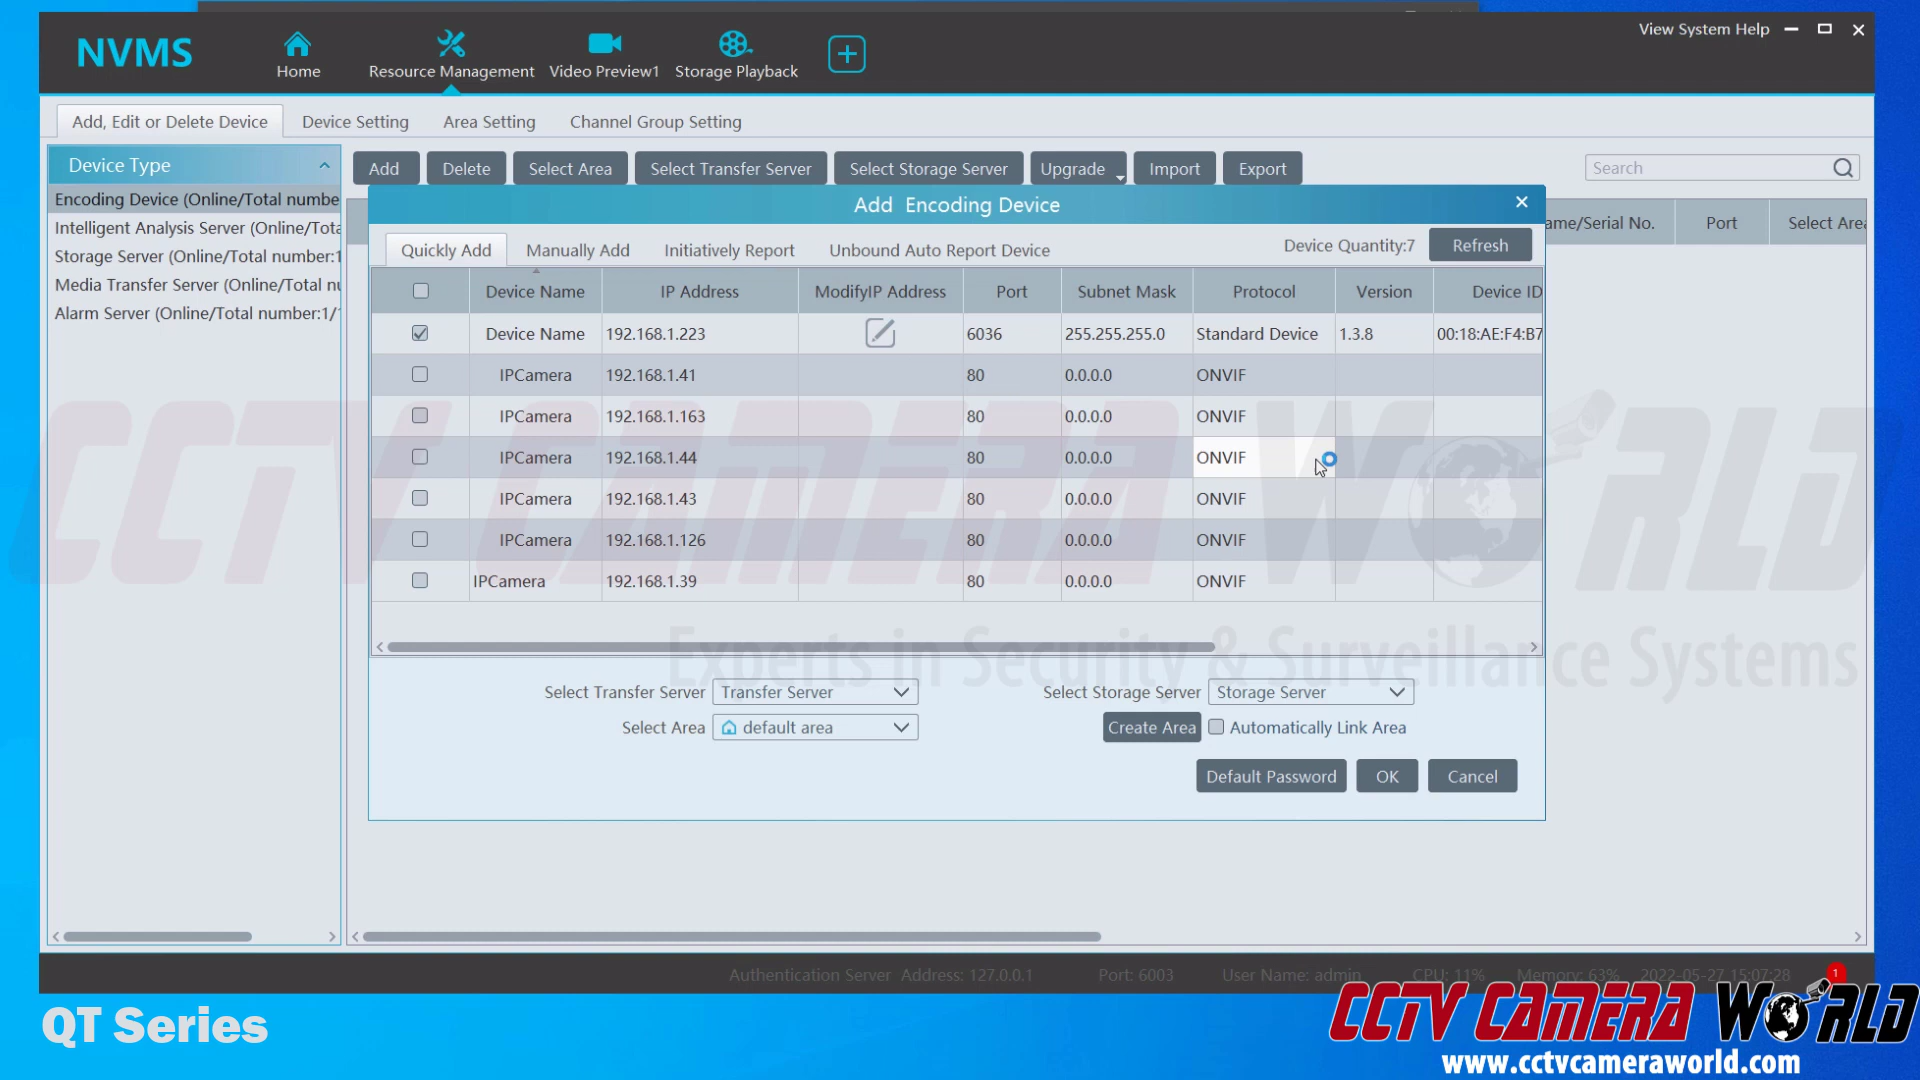 NVMS
Home
Resource Management
Video Preview1
Storage Playback
View System Help
Add, Edit or Delete Device
Device Setting
Area Setting
Channel Group Setting
Device Type
Encoding Device (Online/Total numbe
Intelligent Analysis Server (Online/Tota
Storage Server (Online/Total number:1
Media Transfer Server (Online/Total nu
Alarm Server (Online/Total number:1/1
Add
Delete
Select Area
Select Transfer Server
Select Storage Server
Upgrade
Import
Export
Search
ame/Serial No.
Port
Select Area
Add Encoding Device
Quickly Add
Manually Add
Initiatively Report
Unbound Auto Report Device
Device Quantity:7
Refresh
Device Name IP Address ModifyIP Address Port Subnet Mask Protocol Version Device ID
Device Name 192.168.1.223 6036 255.255.255.0 Standard Device 1.3.8 00:18:AE:F4:B7
IPCamera 192.168.1.41 80 0.0.0.0 ONVIF
IPCamera 192.168.1.163 80 0.0.0.0 ONVIF
IPCamera 192.168.1.44 80 0.0.0.0 ONVIF
IPCamera 192.168.1.43 80 0.0.0.0 ONVIF
IPCamera 192.168.1.126 80 0.0.0.0 ONVIF
IPCamera 192.168.1.39 80 0.0.0.0 ONVIF
CCTV CAMERA WORLD
Experts in Security & Surveillance Systems
Select Transfer Server Transfer Server
Select Storage Server Storage Server
Select Area default area
Create Area Automatically Link Area
Default Password
OK
Cancel
Authentication Server Address: 127.0.0.1 Port: 6003 User Name: admin CPU: 11% Memory: 63% 2022-05-27 15:07:28
1
QT Series
CCTV CAMERA WORLD
www.cctvcameraworld.com